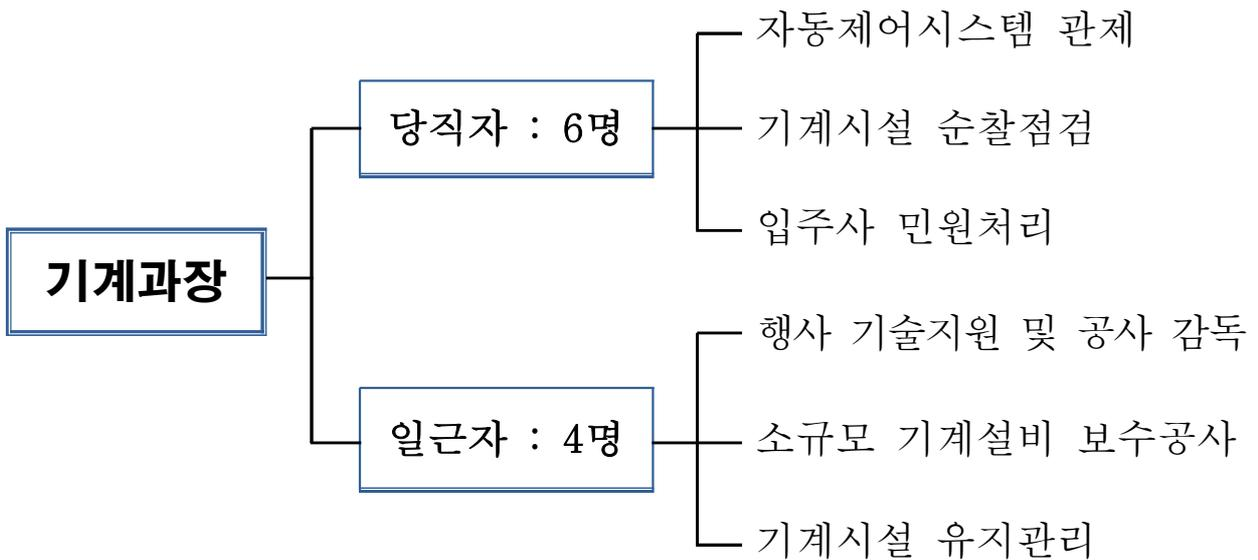 기계과장
당직자 : 6명
자동제어시스템 관제
기계시설 순찰점검
입주사 민원처리
일근자 : 4명
행사 기술지원 및 공사 감독
소규모 기계설비 보수공사
기계시설 유지관리